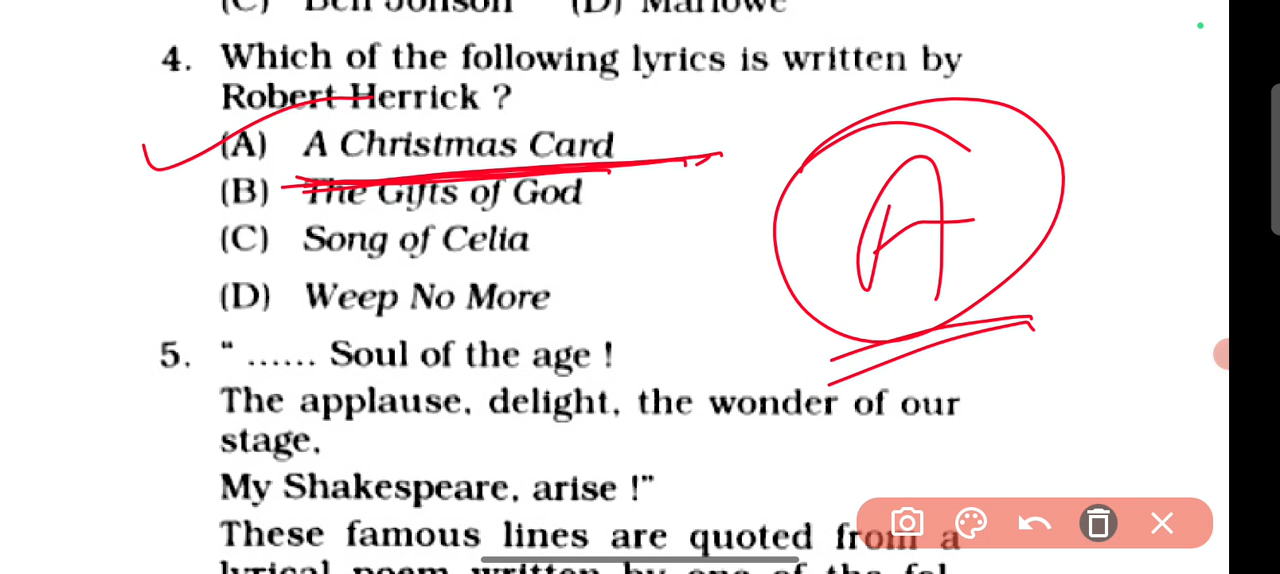 4. Which of the following lyrics is written by
Robert Herrick ?
(A) A Christmas Card
(B) The Gifts of God
(C) Song of Celia
(D) Weep No More
A
5. “ ...... Soul of the age !
The applause, delight, the wonder of our
stage,
My Shakespeare, arise !”
These famous lines are quoted from a